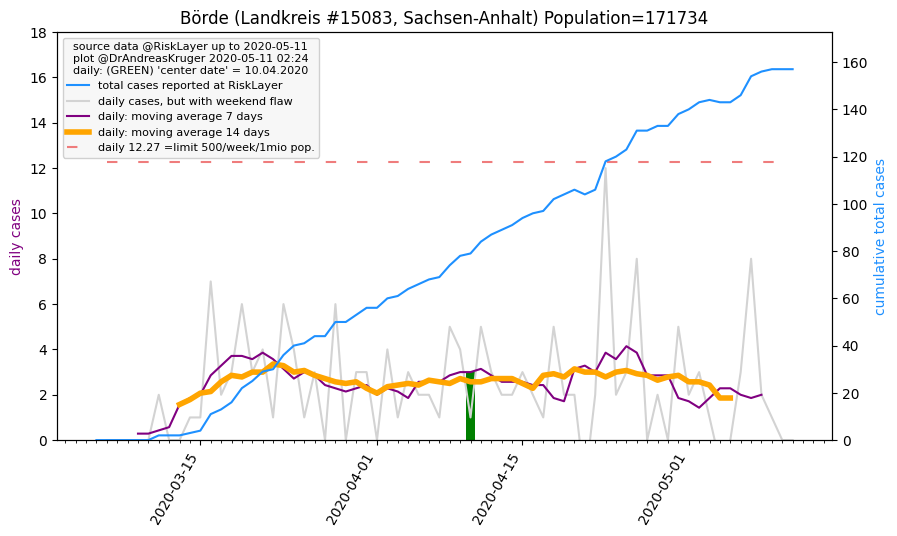 Börde (Landkreis #15083, Sachsen-Anhalt) Population=171734
source data @RiskLayer up to 2020-05-11
plot @DrAndreasKruger 2020-05-11 02:24
daily: (GREEN) 'center date' = 10.04.2020
total cases reported at RiskLayer
daily cases, but with weekend flaw
daily: moving average 7 days
daily: moving average 14 days
daily 12.27 =limit 500/week/1mio pop.
daily cases
18
16
14
12
10
8
6
4
2
0
160
140
120
100
80
60
40
20
0
cumulative total cases
2020-03-15
2020-04-01
2020-04-15
2020-05-01